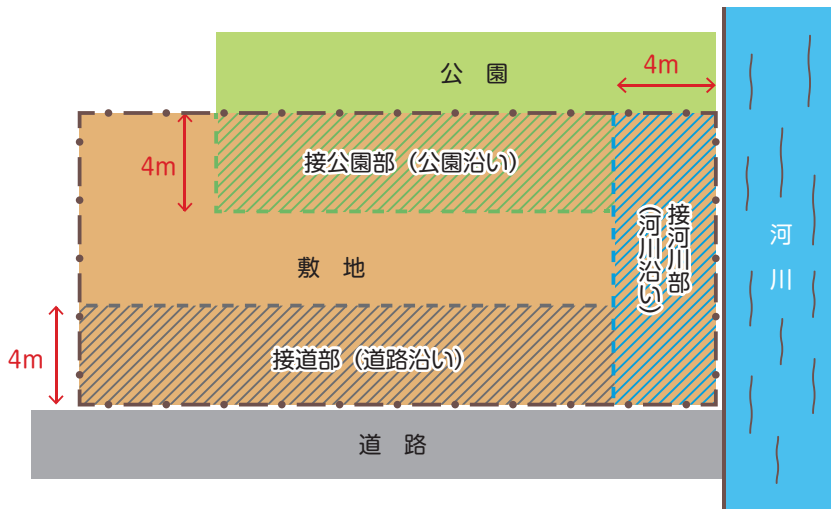 公 園
4m
4m
接公園部（公園沿い）
接河川部
（河川沿い）
河川
敷 地
4m
接道部（道路沿い）
道 路